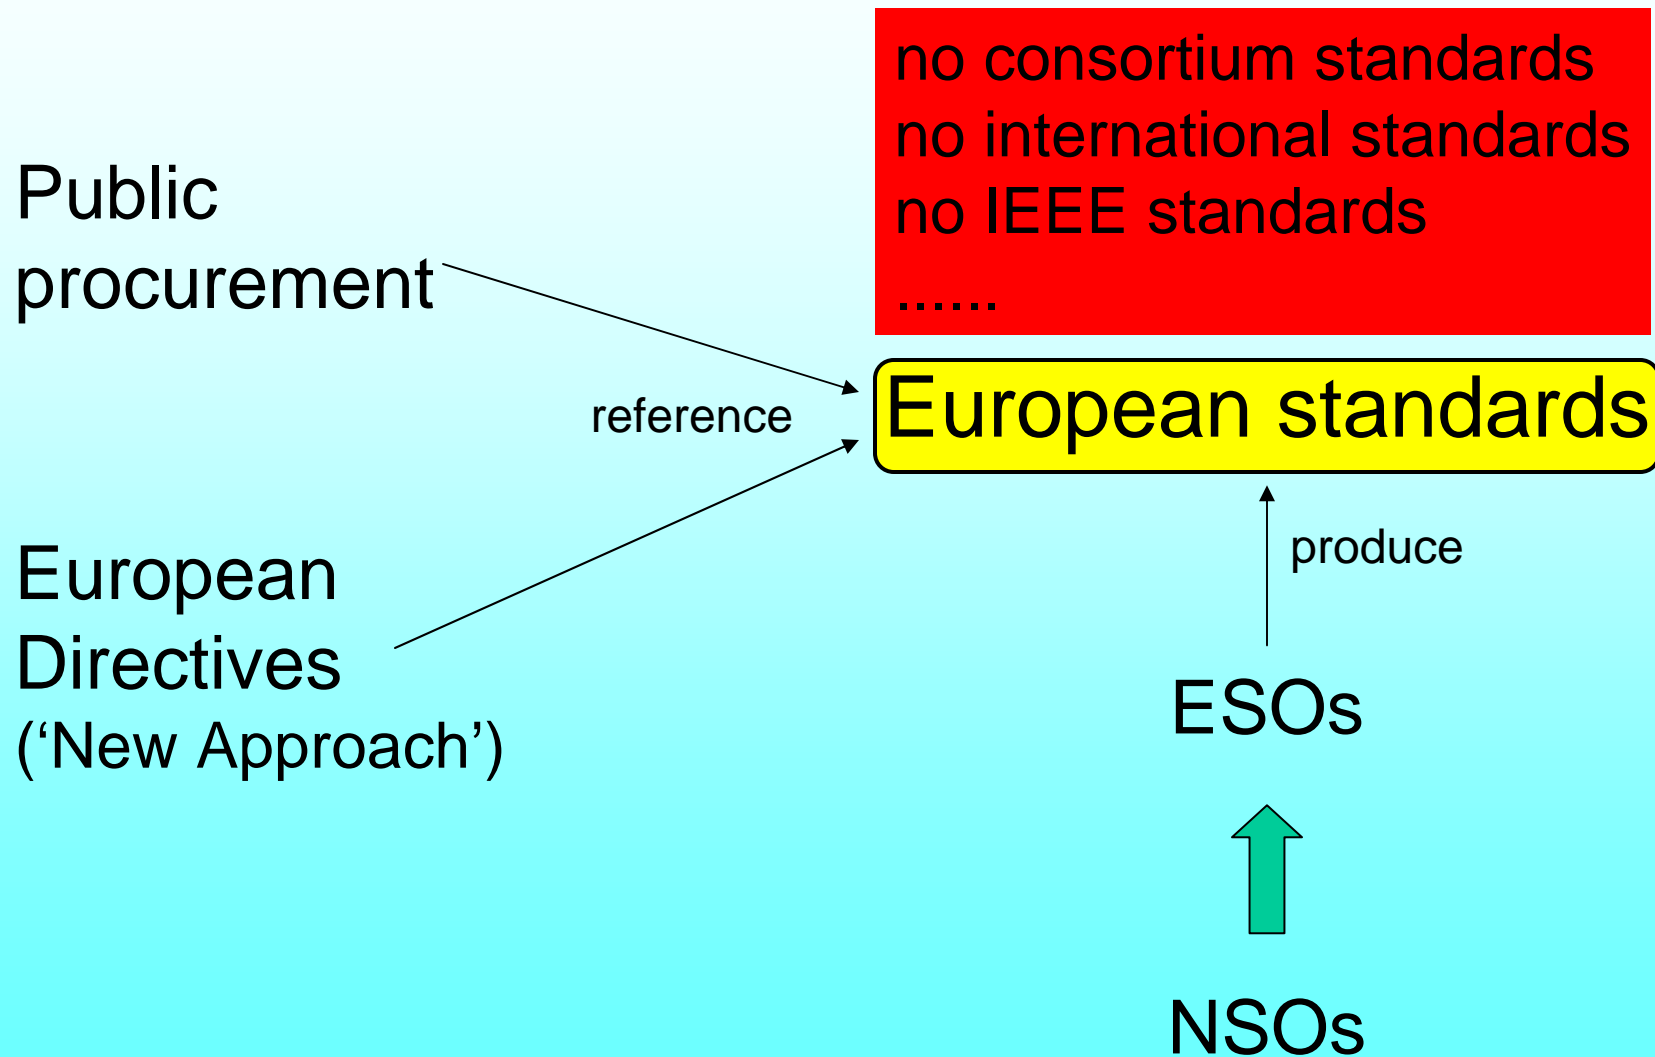 no consortium standards
no international standards
no IEEE standards
......
Public
procurement
reference
European standards
produce
European
Directives
(‘New Approach’)
ESOs
NSOs